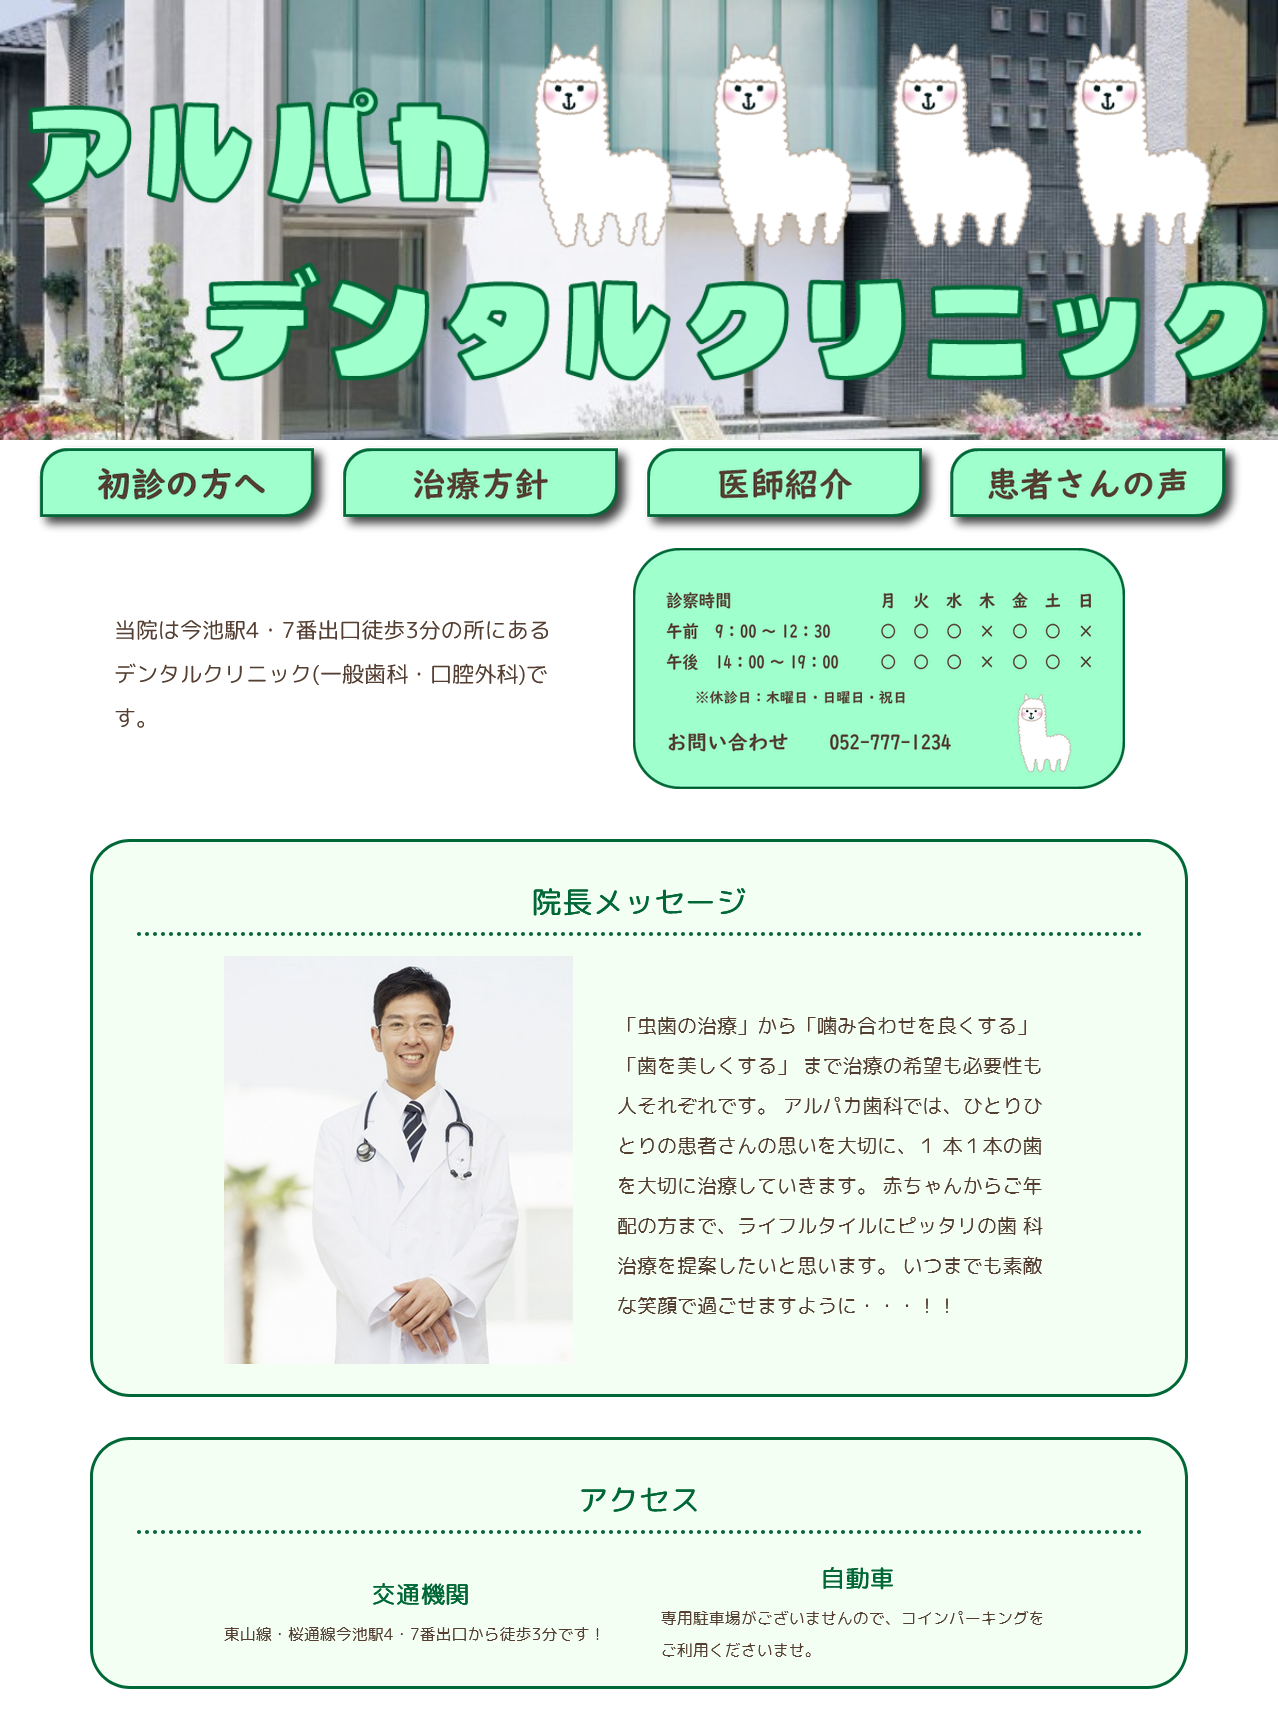 アルパカ
デンタルクリニック
初診の方へ 治療方針 医師紹介 患者さんの声
当院は今池駅4・7番出口徒歩3分の所にある
デンタルクリニック(一般歯科・口腔外科)で
す。
診察時間 月 火 水 木 金 土 日
午前 9：00 〜 12：30 〇 〇 〇 × 〇 〇 ×
午後 14：00 〜 19：00 〇 〇 〇 × 〇 〇 ×
※休診日：木曜日・日曜日・祝日
お問い合わせ 052-777-1234
院長メッセージ
「虫歯の治療」から「噛み合わせを良くする」
「歯を美しくする」 まで治療の希望も必要性も
人それぞれです。 アルパカ歯科では、ひとりひ
とりの患者さんの思いを大切に、１ 本１本の歯
を大切に治療していきます。 赤ちゃんからご年
配の方まで、ライフルタイルにピッタリの歯 科
治療を提案したいと思います。 いつまでも素敵
な笑顔で過ごせますように・・・！！
アクセス
交通機関
東山線・桜通線今池駅4・7番出口から徒歩3分です！
自動車
専用駐車場がございませんので、コインパーキングを
ご利用くださいませ。